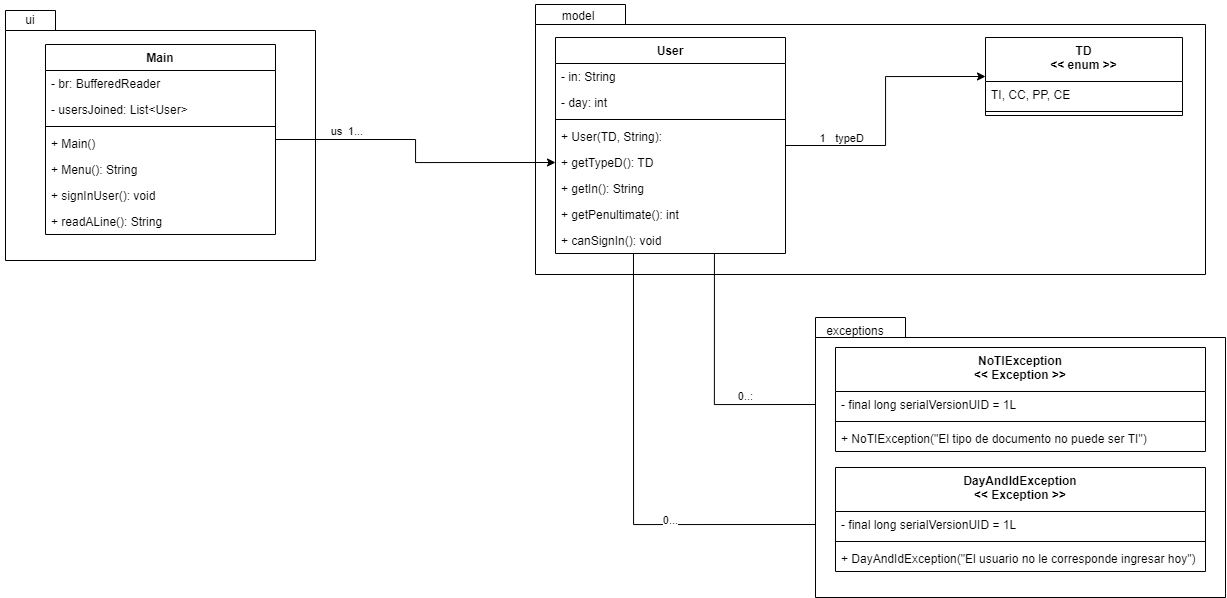 ui
Main
- br: BufferedReader
- usersJoined: List<User>
+ Main()
+ Menu(): String
+ signInUser(): void
+ readALine(): String
us 1...
model
User
- in: String
- day: int
+ User(TD, String):
+ getTypeD(): TD
+ getIn(): String
+ getPenultimate(): int
+ canSignIn(): void
1 typeD
TD
<< enum >>
TI, CC, PP, CE
0..:
0...
exceptions
NoTIException
<< Exception >>
- final long serialVersionUID = 1L
+ NoTIException("El tipo de documento no puede ser TI")
DayAndIdException
<< Exception >>
- final long serialVersionUID = 1L
+ DayAndIdException("El usuario no le corresponde ingresar hoy")